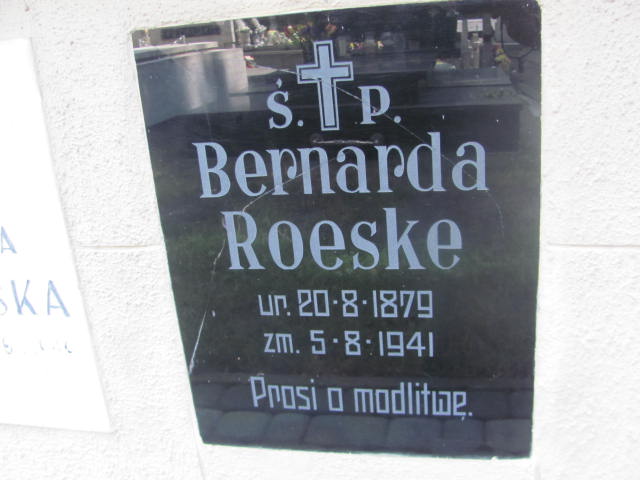 Ś. P.
Bernarda
Roeske
ur. 20·8·1879
zm. 5·8·1941
Prosi o modlitwę.